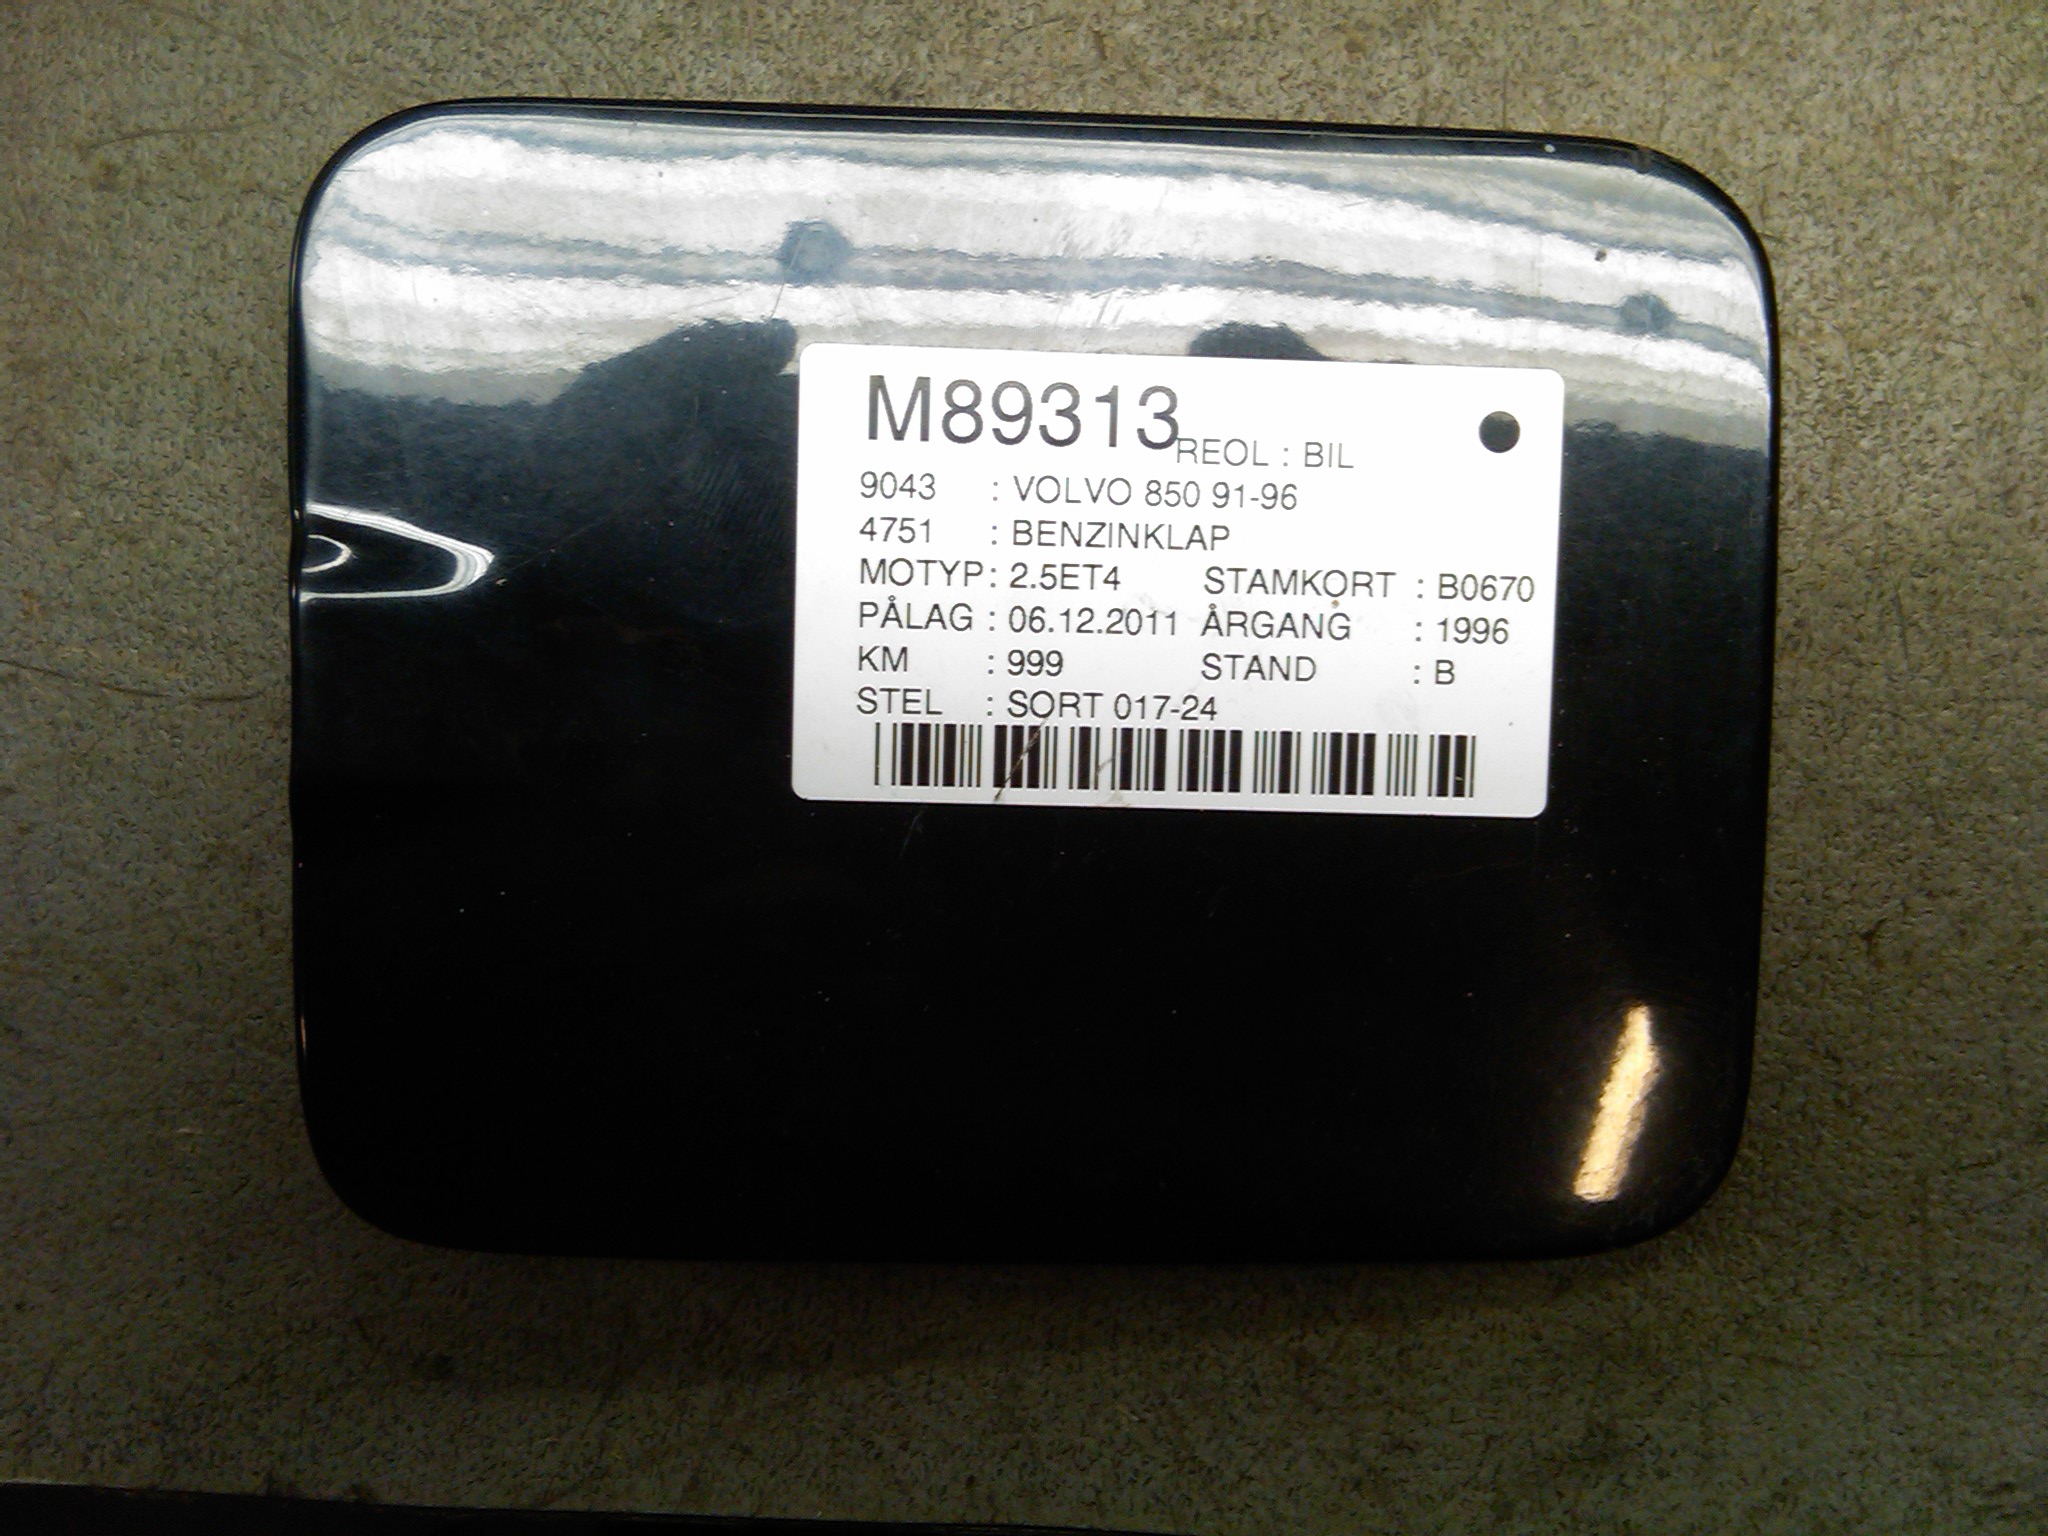 M89313 REOL : BIL
9043 : VOLVO 850 91-96
4751 : BENZINKLAP
MOTYP : 2.5ET4 STAMKORT : B0670
PÅLAG : 06.12.2011 ÅRGANG : 1996
KM : 999 STAND : B
STEL : SORT 017-24